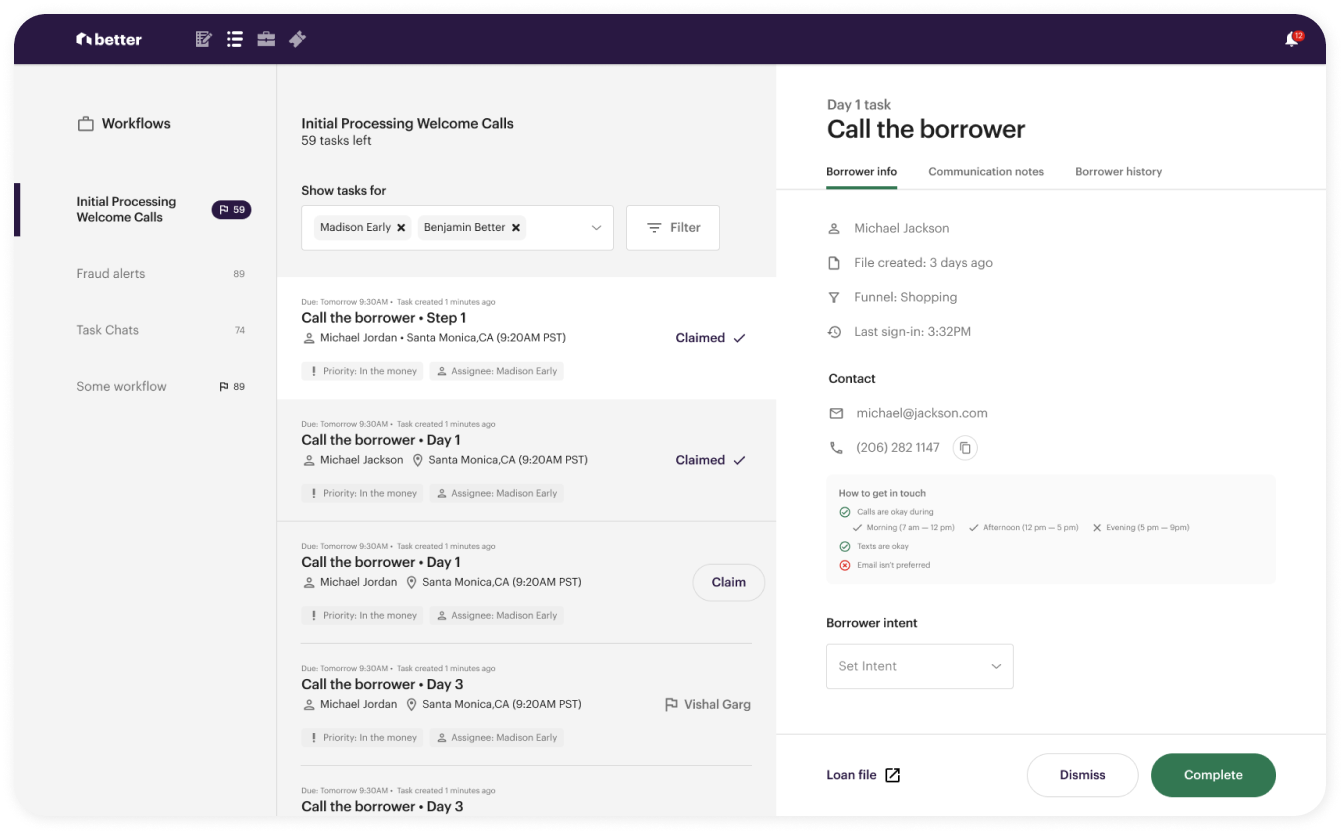 better
12
Workflows
Initial Processing
Welcome Calls
59
Fraud alerts 89
Task Chats 74
Some workflow 89
Initial Processing Welcome Calls
59 tasks left
Show tasks for
Madison Early Benjamin Better
Filter
Due: Tomorrow 9:30AM • Task created 1 minutes ago
Call the borrower • Step 1
Michael Jordan • Santa Monica,CA (9:20AM PST)
Claimed
Priority: In the money Assignee: Madison Early
Due: Tomorrow 9:30AM • Task created 1 minutes ago
Call the borrower • Day 1
Michael Jackson Santa Monica,CA (9:20AM PST)
Claimed
Priority: In the money Assignee: Madison Early
Due: Tomorrow 9:30AM • Task created 1 minutes ago
Call the borrower • Day 1
Michael Jordan Santa Monica,CA (9:20AM PST)
Claim
Priority: In the money Assignee: Madison Early
Due: Tomorrow 9:30AM • Task created 1 minutes ago
Call the borrower • Day 3
Michael Jordan Santa Monica,CA (9:20AM PST)
Vishal Garg
Priority: In the money Assignee: Madison Early
Due: Tomorrow 9:30AM • Task created 1 minutes ago
Call the borrower • Day 3
Day 1 task
Call the borrower
Borrower info Communication notes Borrower history
Michael Jackson
File created: 3 days ago
Funnel: Shopping
Last sign-in: 3:32PM
Contact
michael@jackson.com
(206) 282 1147
How to get in touch
Calls are okay during
Morning (7 am — 12 pm) Afternoon (12 pm — 5 pm) Evening (5 pm — 9pm)
Texts are okay
Email isn't preferred
Borrower intent
Set Intent
Loan file
Dismiss
Complete